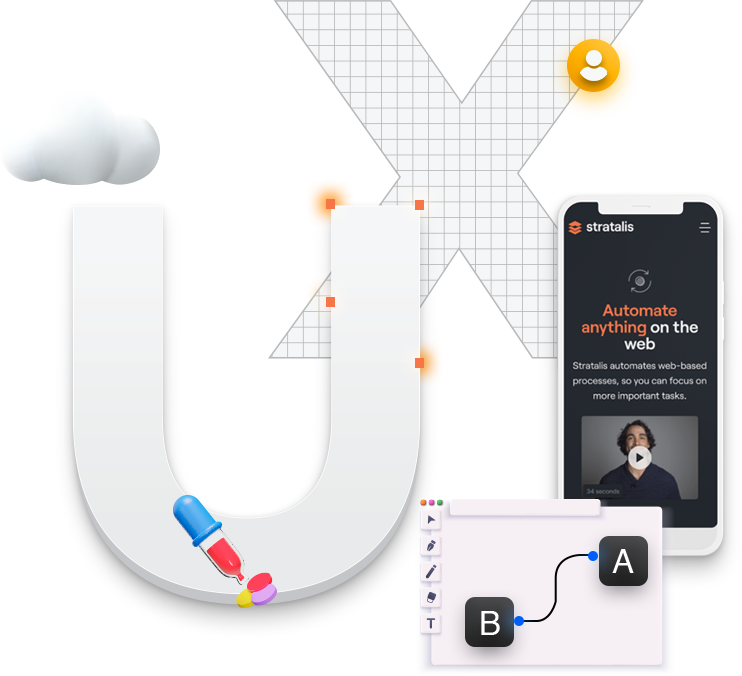 UX
stratalis
Automate
anything on the
web
Stratalis automates web-based
processes, so you can focus on
more important tasks.
34 seconds
T
A
B